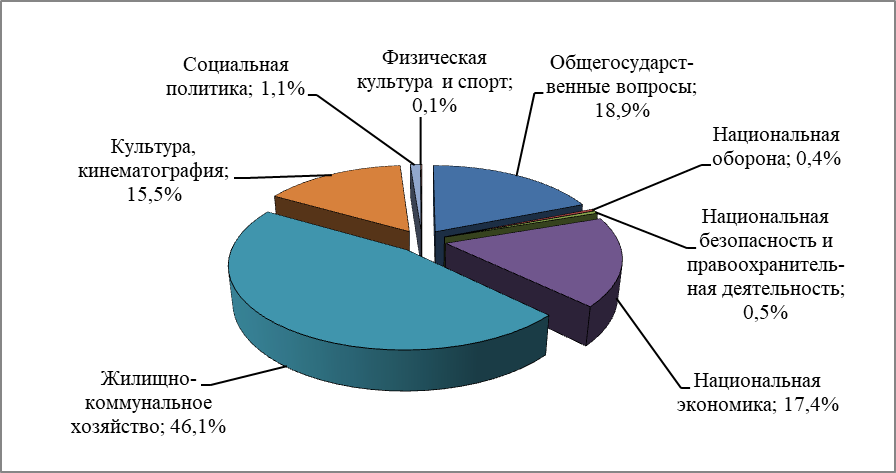 Социальная
политика; 1,1%
Физическая
культура и спорт;
0,1%
Общегосударст-
венные вопросы;
18,9%
Национальная
оборона; 0,4%
Национальная
безопасность и
правоохранитель-
ная деятельность;
0,5%
Национальная
экономика; 17,4%
Жилищно-
коммунальное
хозяйство; 46,1%
Культура,
кинематография;
15,5%